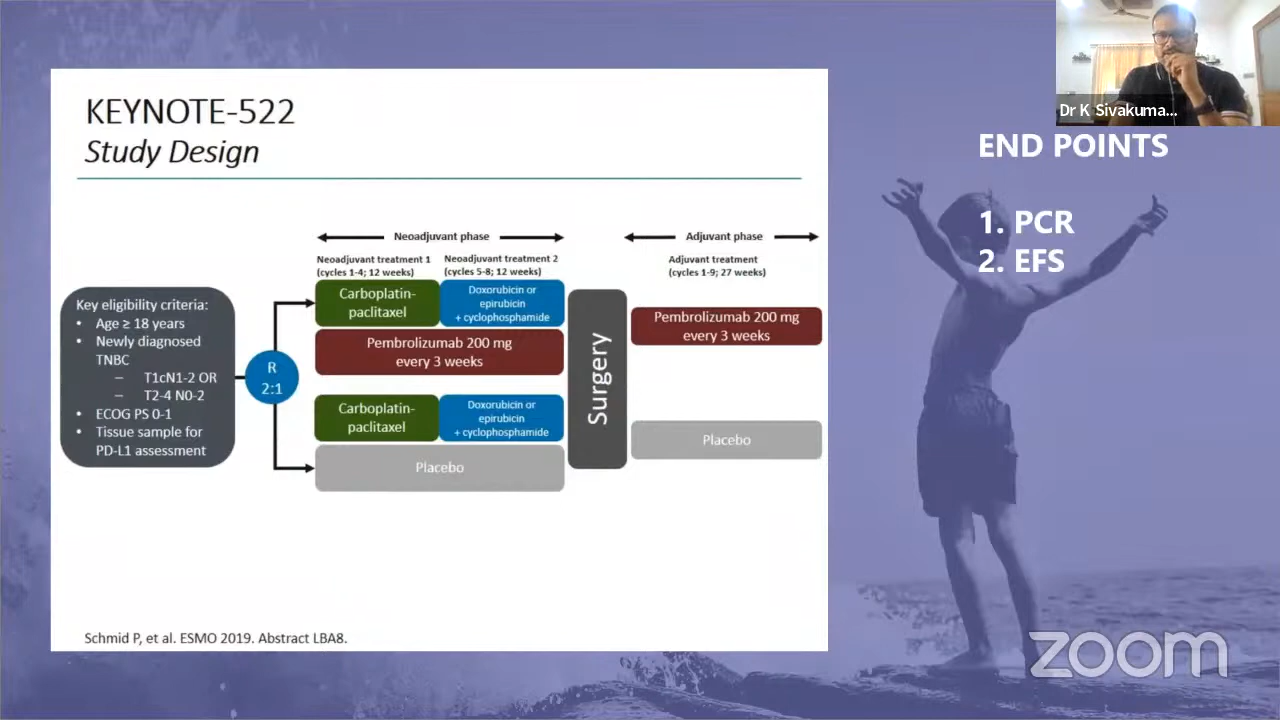 Dr K Sivakuma...
KEYNOTE-522
Study Design
END POINTS
1. PCR
2. EFS
Neoadjuvant phase
Adjuvant phase
Neoadjuvant treatment 1
(cycles 1-4; 12 weeks)
Neoadjuvant treatment 2
(cycles 5-8; 12 weeks)
Adjuvant treatment
(cycles 1-9; 27 weeks)
Key eligibility criteria:
• Age ≥ 18 years
• Newly diagnosed
TNBC
– T1cN1-2 OR
– T2-4 N0-2
• ECOG PS 0-1
• Tissue sample for
PD-L1 assessment
R
2:1
Carboplatin-
paclitaxel
Doxorubicin or
epirubicin
+ cyclophosphamide
Pembrolizumab 200 mg
every 3 weeks
Carboplatin-
paclitaxel
Doxorubicin or
epirubicin
+ cyclophosphamide
Placebo
Surgery
Pembrolizumab 200 mg
every 3 weeks
Placebo
Schmid P, et al. ESMO 2019. Abstract LBA8.
zoom